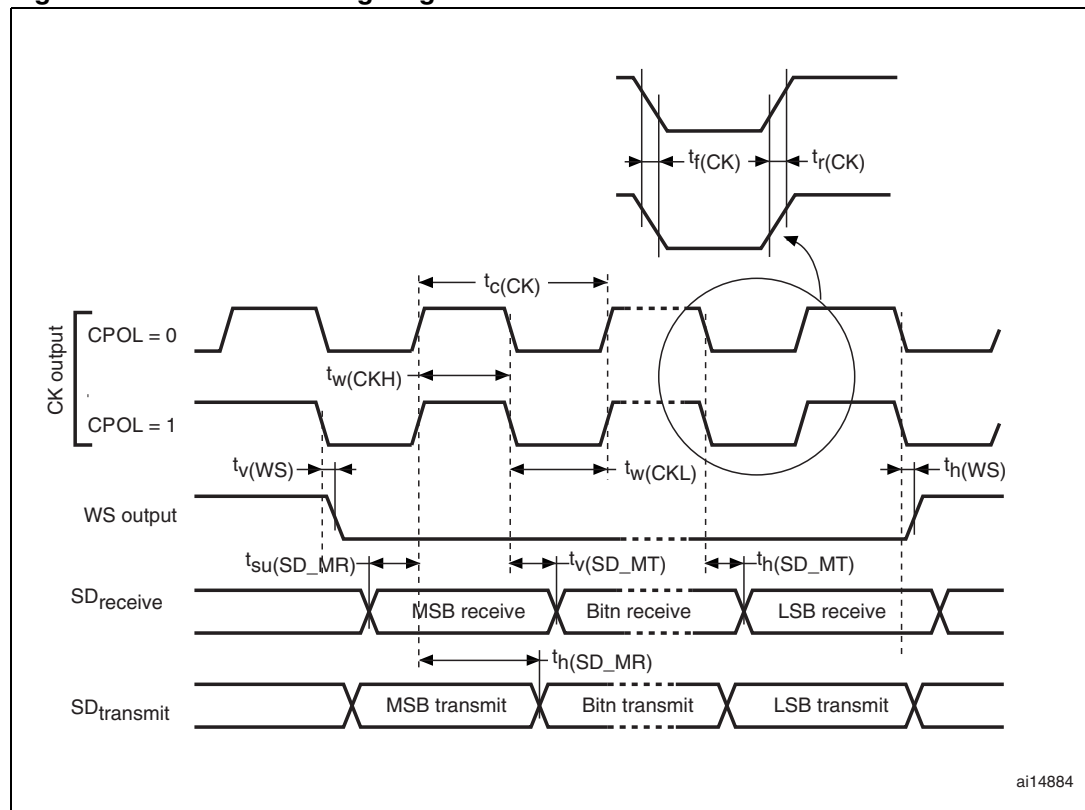 tf(CK)
tr(CK)
tc(CK)
CK output
CPOL = 0
tw(CKH)
CPOL = 1
tv(WS)
tw(CKL)
th(WS)
WS output
tsu(SD_MR)
tv(SD_MT)
th(SD_MT)
SDreceive
MSB receive
Bitn receive
LSB receive
th(SD_MR)
SDtransmit
MSB transmit
Bitn transmit
LSB transmit
ai14884